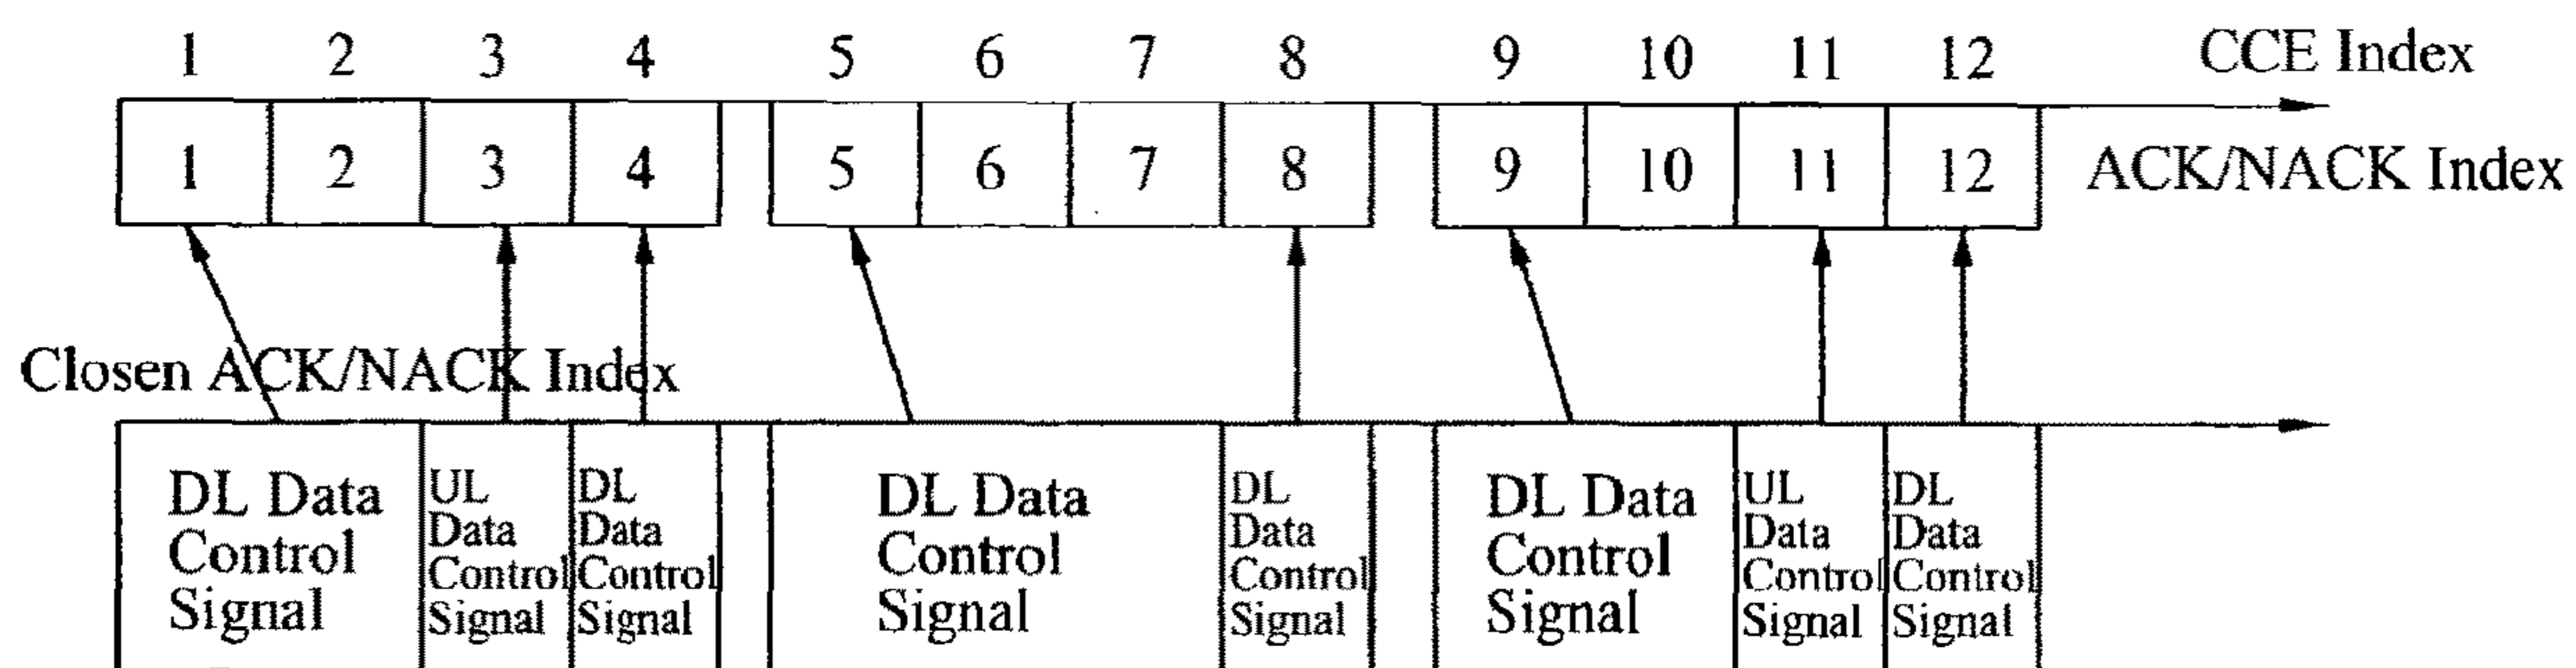 1 2 3 4 5 6 7 8 9 10 11 12 CCE Index
1 2 3 4 5 6 7 8 9 10 11 12 ACK/NACK Index
Closen ACK/NACK Index
DL Data
Control
Signal
UL
Data
Control
Signal
DL
Data
Control
Signal
DL Data
Control
Signal
DL
Data
Control
Signal
DL Data
Control
Signal
UL
Data
Control
Signal
DL
Data
Control
Signal